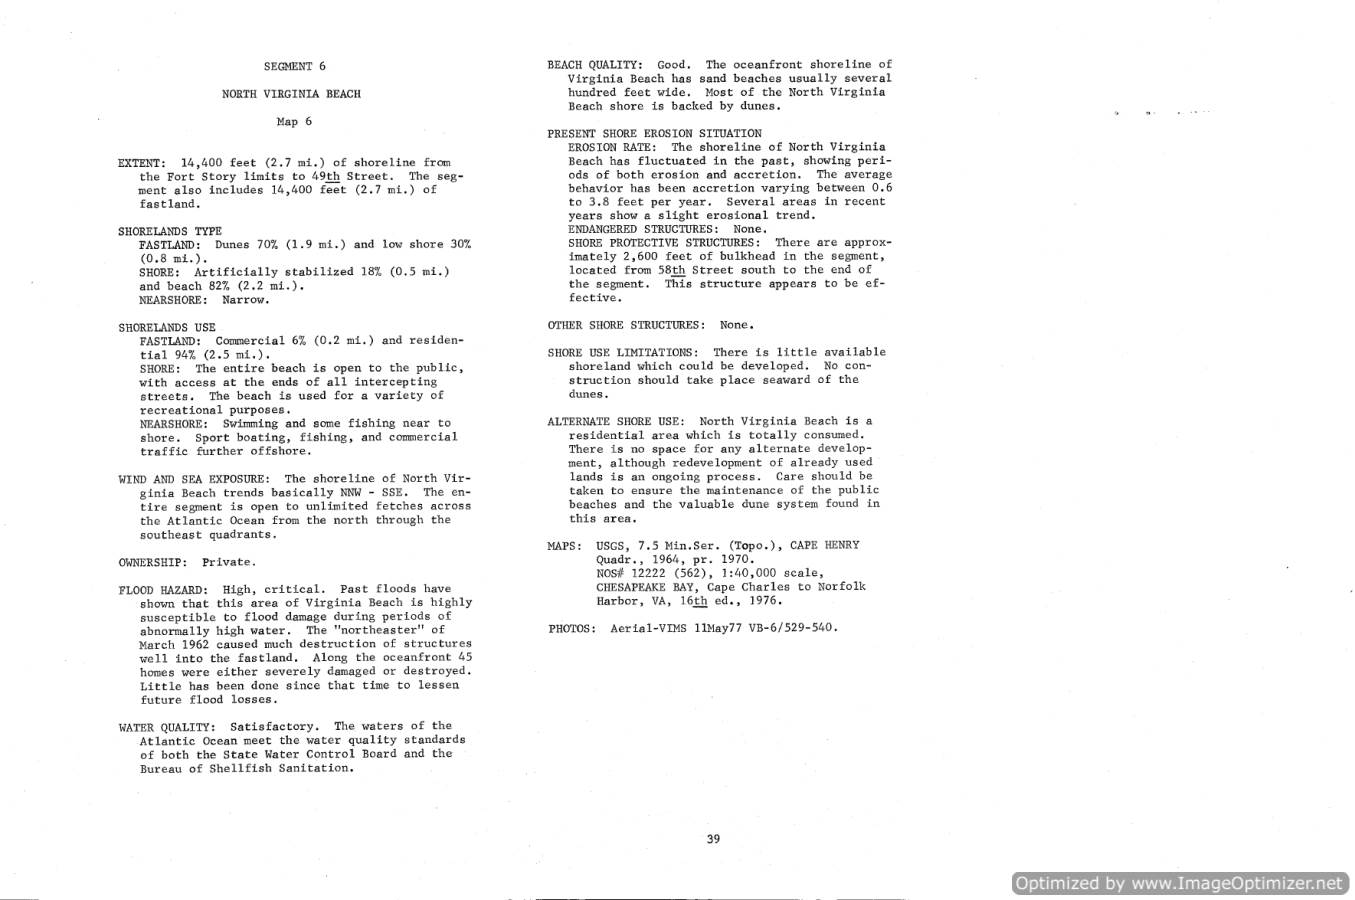 SEGMENT 6
NORTH VIRGINIA BEACH
Map 6
EXTENT: 14,400 feet (2.7 mi.) of shoreline from
the Fort Story limits to 49th Street. The seg-
ment also includes 14,400 feet (2.7 mi.) of
fastland.
SHORELANDS TYPE
FASTLAND: Dunes 70% (1.9 mi.) and low shore 30%
(0.8 mi.).
SHORE: Artificially stabilized 18% (0.5 mi.)
and beach 82% (2.2 mi.).
NEARSHORE: Narrow.
SHORELANDS USE
FASTLAND: Commercial 6% (0.2 mi.) and residen-
tial 94% (2.5 mi.).
SHORE: The entire beach is open to the public,
with access at the ends of all intercepting
streets. The beach is used for a variety of
recreational purposes.
NEARSHORE: Swimming and some fishing near to
shore. Sport boating, fishing, and commercial
traffic further offshore.
WIND AND SEA EXPOSURE: The shoreline of North Vir-
ginia Beach trends basically NNW - SSE. The en-
tire segment is open to unlimited fetches across
the Atlantic Ocean from the north through the
southeast quadrants.
OWNERSHIP: Private.
FLOOD HAZARD: High, critical. Past floods have
shown that this area of Virginia Beach is highly
susceptible to flood damage during periods of
abnormally high water. The "northeaster" of
March 1962 caused much destruction of structures
well into the fastland. Along the oceanfront 45
homes were either severely damaged or destroyed.
Little has been done since that time to lessen
future flood losses.
WATER QUALITY: Satisfactory. The waters of the
Atlantic Ocean meet the water quality standards
of both the State Water Control Board and the
Bureau of Shellfish Sanitation.
BEACH QUALITY: Good. The oceanfront shoreline of
Virginia Beach has sand beaches usually several
hundred feet wide. Most of the North Virginia
Beach shore is backed by dunes.
PRESENT SHORE EROSION SITUATION
EROSION RATE: The shoreline of North Virginia
Beach has fluctuated in the past, showing peri-
ods of both erosion and accretion. The average
behavior has been accretion varying between 0.6
to 3.8 feet per year. Several areas in recent
years show a slight erosional trend.
ENDANGERED STRUCTURES: None.
SHORE PROTECTIVE STRUCTURES: There are approx-
imately 2,600 feet of bulkhead in the segment,
located from 58th Street south to the end of
the segment. This structure appears to be ef-
fective.
OTHER SHORE STRUCTURES: None.
SHORE USE LIMITATIONS: There is little available
shoreland which could be developed. No con-
struction should take place seaward of the
dunes.
ALTERNATE SHORE USE: North Virginia Beach is a
residential area which is totally consumed.
There is no space for any alternate develop-
ment, although redevelopment of already used
lands is an ongoing process. Care should be
taken to ensure the maintenance of the public
beaches and the valuable dune system found in
this area.
MAPS: USGS, 7.5 Min.Ser. (Topo.), CAPE HENRY
Quadr., 1964, pr. 1970.
NOS# 12222 (562), 1:40,000 scale,
CHESAPEAKE BAY, Cape Charles to Norfolk
Harbor, VA, 16th ed., 1976.
PHOTOS: Aerial-VIMS 11May77 VB-6/529-540.
39
Optimized by www.ImageOptimizer.net